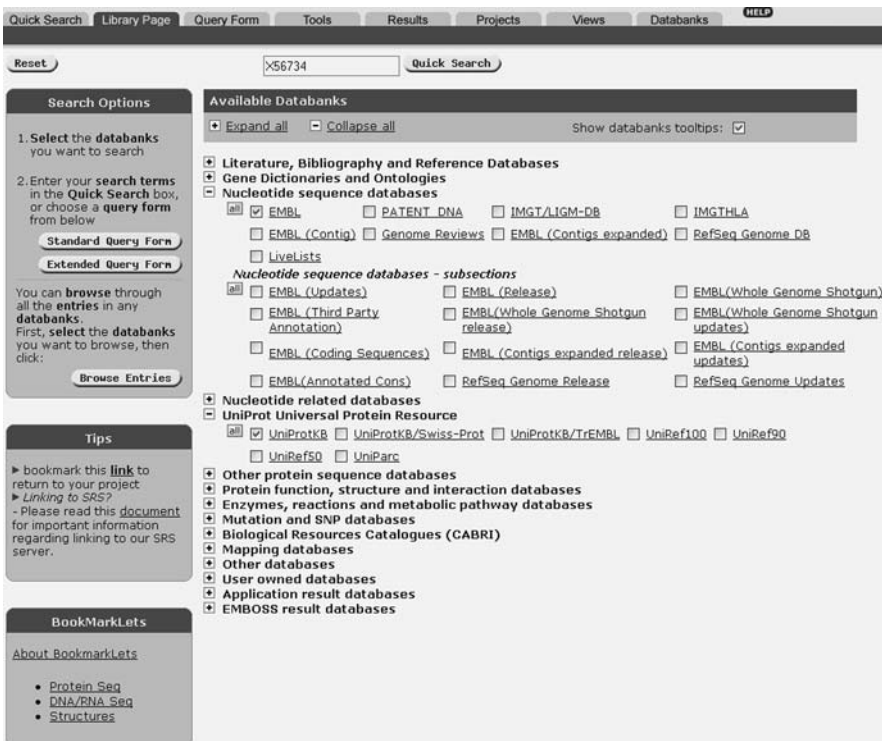 Quick Search Library Page Query Form Tools Results Projects Views Databanks HELP
Reset X56734 Quick Search
Search Options
1. Select the databanks
you want to search
2. Enter your search terms
in the Quick Search box,
or choose a query form
from below
Standard Query Form
Extended Query Form
You can browse through
all the entries in any
databanks.
First, select the databanks
you want to browse, then
click:
Browse Entries
Tips
bookmark this link to
return to your project
Linking to SRS?
- Please read this document
for important information
regarding linking to our SRS
server.
BookMarkLets
About BookmarkLets
Protein Seq
DNA/RNA Seq
Structures
Available Databanks
Expand all Collapse all Show databanks tooltips:
Literature, Bibliography and Reference Databases
Gene Dictionaries and Ontologies
Nucleotide sequence databases
all EMBL PATENT_DNA IMGT/LIGM-DB IMGTHLA
EMBL (Contig) Genome Reviews EMBL (Contigs expanded) RefSeq Genome DB
LiveLists
Nucleotide sequence databases - subsections
all EMBL (Updates) EMBL (Release) EMBL(Whole Genome Shotgun)
EMBL (Third Party EMBL(Whole Genome Shotgun EMBL(Whole Genome Shotgun
Annotation) release) updates)
EMBL (Coding Sequences) EMBL (Contigs expanded release) EMBL (Contigs expanded
updates)
EMBL(Annotated Cons) RefSeq Genome Release RefSeq Genome Updates
Nucleotide related databases
UniProt Universal Protein Resource
all UniProtKB UniProtKB/Swiss-Prot UniProtKB/TrEMBL UniRef100 UniRef90
UniRef50 UniParc
Other protein sequence databases
Protein function, structure and interaction databases
Enzymes, reactions and metabolic pathway databases
Mutation and SNP databases
Biological Resources Catalogues (CABRI)
Mapping databases
Other databases
User owned databases
Application result databases
EMBOSS result databases